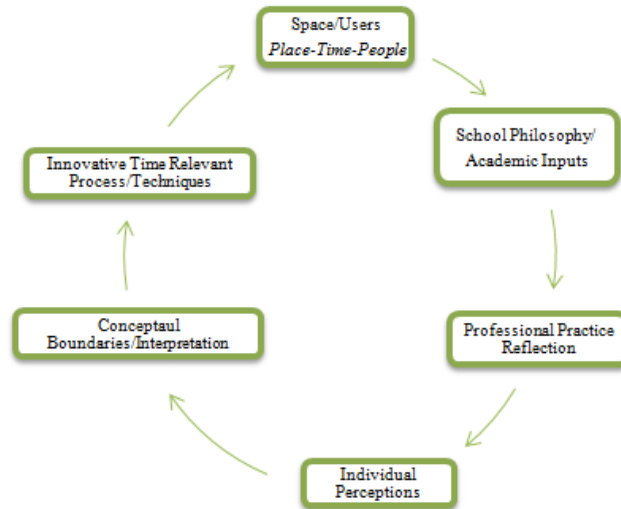 Space/Users
Place-Time-People
School Philosophy/
Academic Inputs
Professional Practice
Reflection
Individual
Perceptions
Conceptaul
Boundaries/Interpretation
Innovative Time Relevant
Process/Techniques